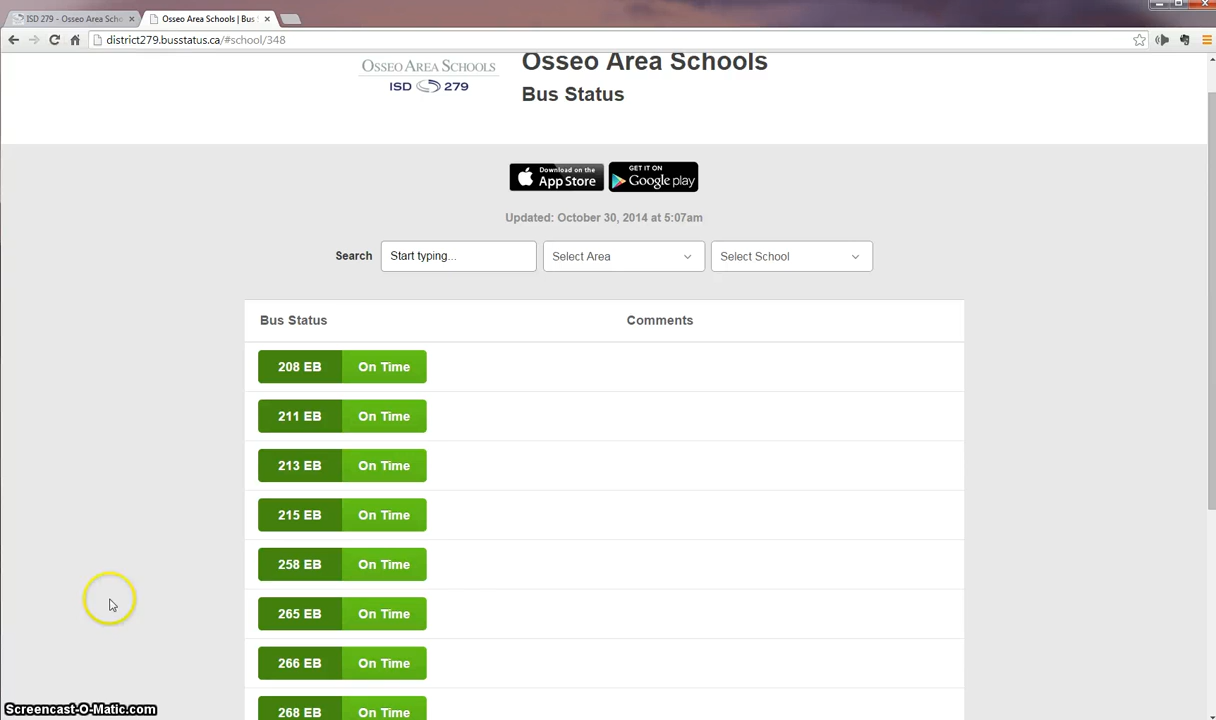 ISD 279 - Osseo Area Scho
Osseo Area Schools | Bus
district279.busstatus.ca/#school/348
OSSEO AREA SCHOOLS
ISD 279
Osseo Area Schools
Bus Status
Download on the
App Store
GET IT ON
Google play
Updated: October 30, 2014 at 5:07am
Search
Start typing...
Select Area
Select School
Bus Status
Comments
208 EB On Time
211 EB On Time
213 EB On Time
215 EB On Time
258 EB On Time
265 EB On Time
266 EB On Time
268 EB On Time
Screencast-O-Matic.com